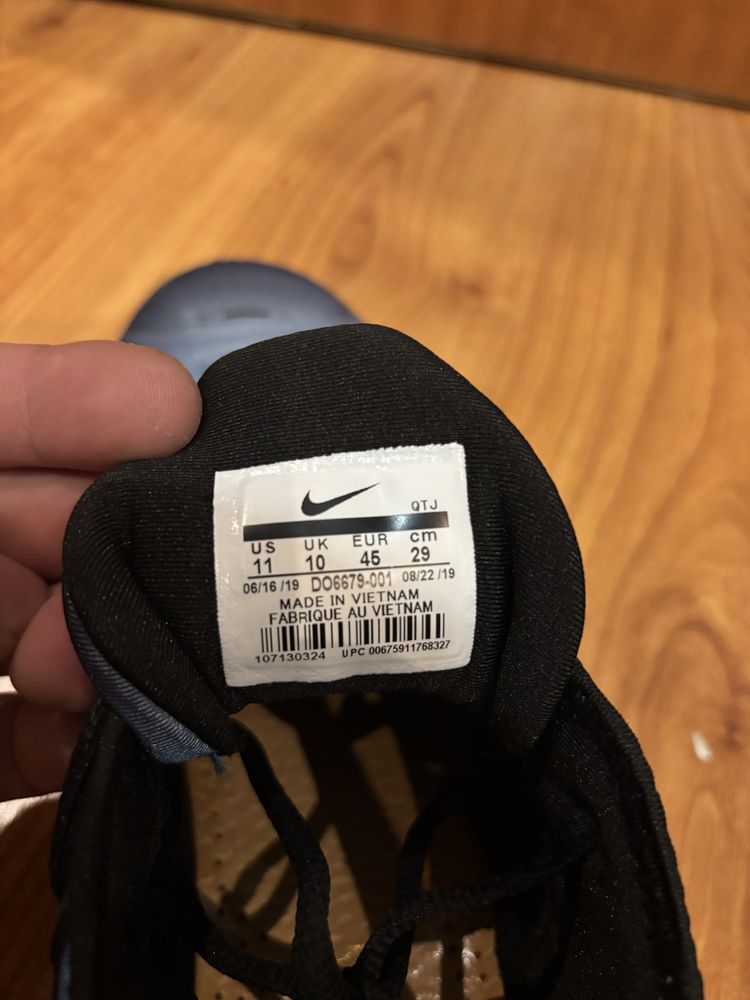 QTJ
US UK EUR cm
11 10 45 29
06/16 /19 DO6679-001 08/22 /19
MADE IN VIETNAM
FABRIQUE AU VIETNAM
107130324 UPC 00675911768327